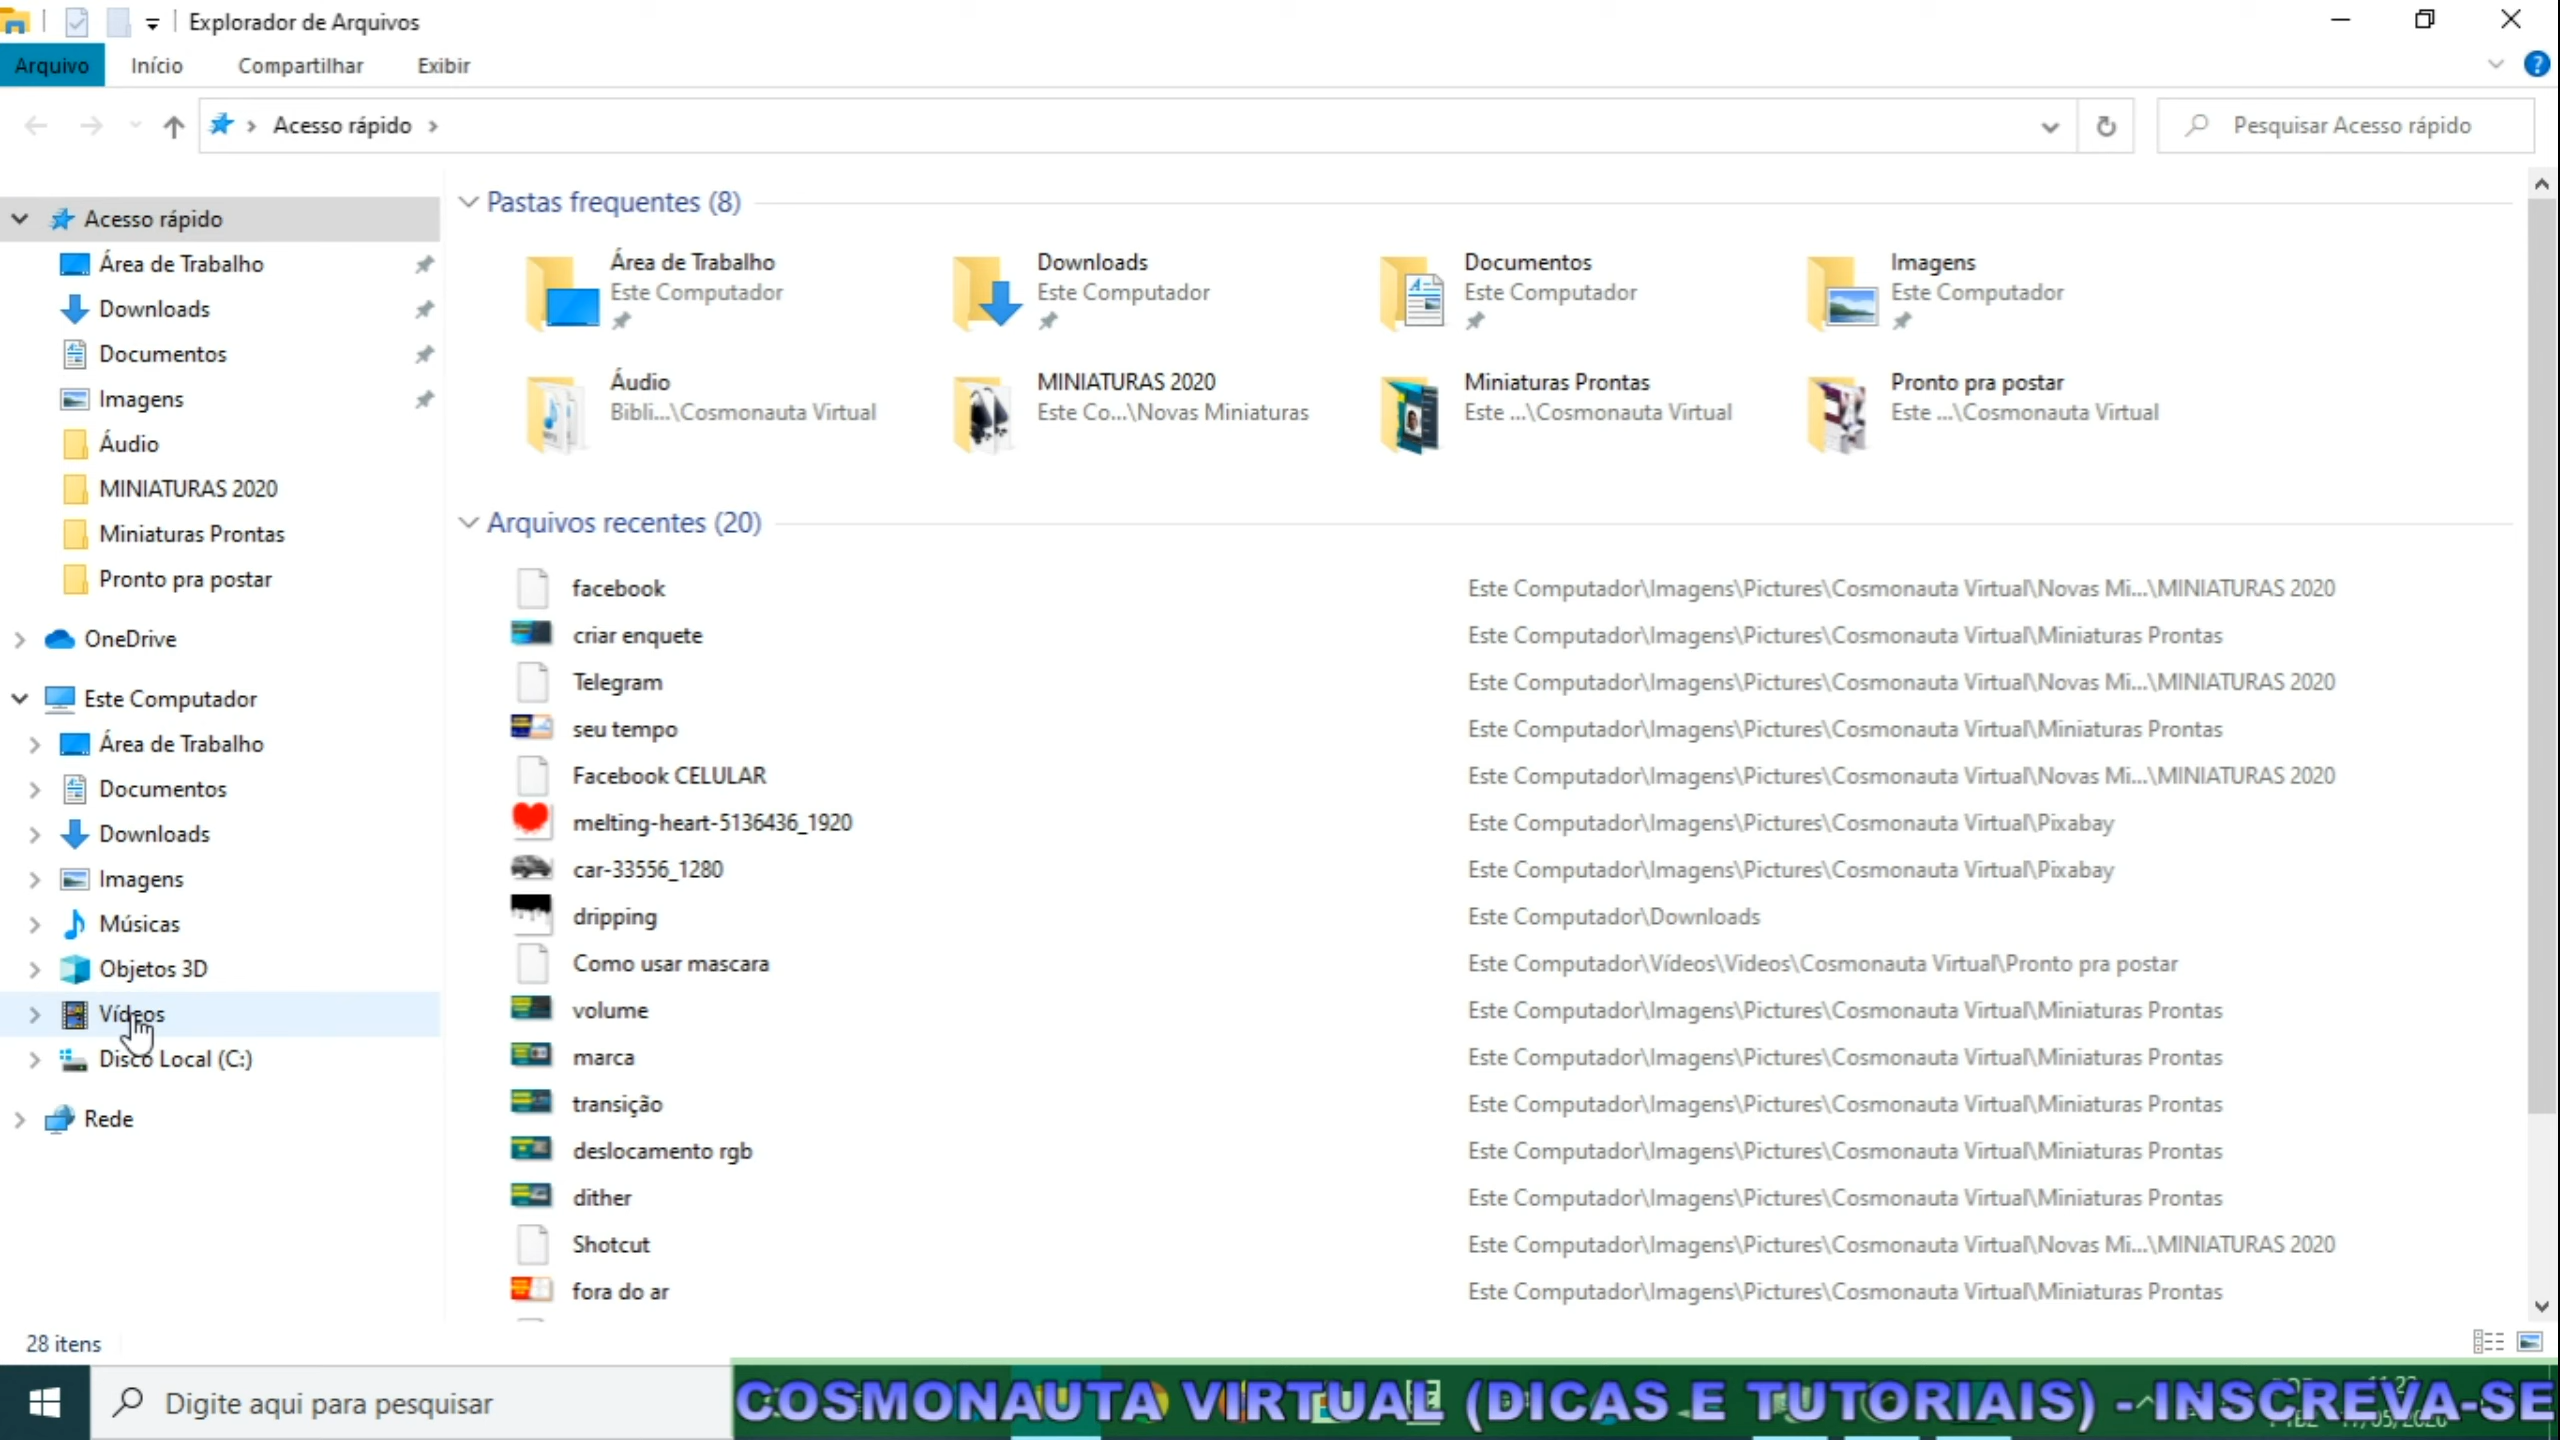 Explorador de Arquivos
Arquivo Início Compartilhar Exibir
Acesso rápido
Pesquisar Acesso rápido
Acesso rápido
Área de Trabalho
Downloads
Documentos
Imagens
Áudio
MINIATURAS 2020
Miniaturas Prontas
Pronto pra postar
OneDrive
Este Computador
Área de Trabalho
Documentos
Downloads
Imagens
Músicas
Objetos 3D
Vídeos
Disco Local (C:)
Rede
Pastas frequentes (8)
Área de Trabalho
Este Computador
Downloads
Este Computador
Documentos
Este Computador
Imagens
Este Computador
Áudio
Bibli...\Cosmonauta Virtual
MINIATURAS 2020
Este Co...\Novas Miniaturas
Miniaturas Prontas
Este ...\Cosmonauta Virtual
Pronto pra postar
Este ...\Cosmonauta Virtual
Arquivos recentes (20)
facebook Este Computador\Imagens\Pictures\Cosmonauta Virtual\Novas Mi...\MINIATURAS 2020
criar enquete Este Computador\Imagens\Pictures\Cosmonauta Virtual\Miniaturas Prontas
Telegram Este Computador\Imagens\Pictures\Cosmonauta Virtual\Novas Mi...\MINIATURAS 2020
seu tempo Este Computador\Imagens\Pictures\Cosmonauta Virtual\Miniaturas Prontas
Facebook CELULAR Este Computador\Imagens\Pictures\Cosmonauta Virtual\Novas Mi...\MINIATURAS 2020
melting-heart-5136436_1920 Este Computador\Imagens\Pictures\Cosmonauta Virtual\Pixabay
car-33556_1280 Este Computador\Imagens\Pictures\Cosmonauta Virtual\Pixabay
dripping Este Computador\Downloads
Como usar mascara Este Computador\Vídeos\Videos\Cosmonauta Virtual\Pronto pra postar
volume Este Computador\Imagens\Pictures\Cosmonauta Virtual\Miniaturas Prontas
marca Este Computador\Imagens\Pictures\Cosmonauta Virtual\Miniaturas Prontas
transição Este Computador\Imagens\Pictures\Cosmonauta Virtual\Miniaturas Prontas
deslocamento rgb Este Computador\Imagens\Pictures\Cosmonauta Virtual\Miniaturas Prontas
dither Este Computador\Imagens\Pictures\Cosmonauta Virtual\Miniaturas Prontas
Shotcut Este Computador\Imagens\Pictures\Cosmonauta Virtual\Novas Mi...\MINIATURAS 2020
fora do ar Este Computador\Imagens\Pictures\Cosmonauta Virtual\Miniaturas Prontas
28 itens
Digite aqui para pesquisar
COSMONAUTA VIRTUAL (DICAS E TUTORIAIS) - INSCREVA-SE